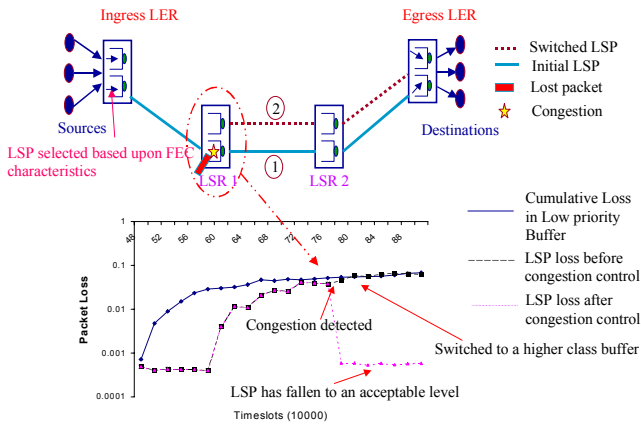 Ingress LER
Egress LER
Switched LSP
Initial LSP
Lost packet
Congestion
2
Sources
Destinations
LSP selected based upon FEC
characteristics
1
LSR 1
LSR 2
1
48
52
56
60
64
68
72
76
80
84
88
Cumulative Loss
in Low priority
Buffer
0.1
LSP loss before
congestion control
Packet Loss
0.01
LSP loss after
congestion control
Congestion detected
0.001
Switched to a higher class buffer
LSP has fallen to an acceptable level
0.0001
Timeslots (10000)